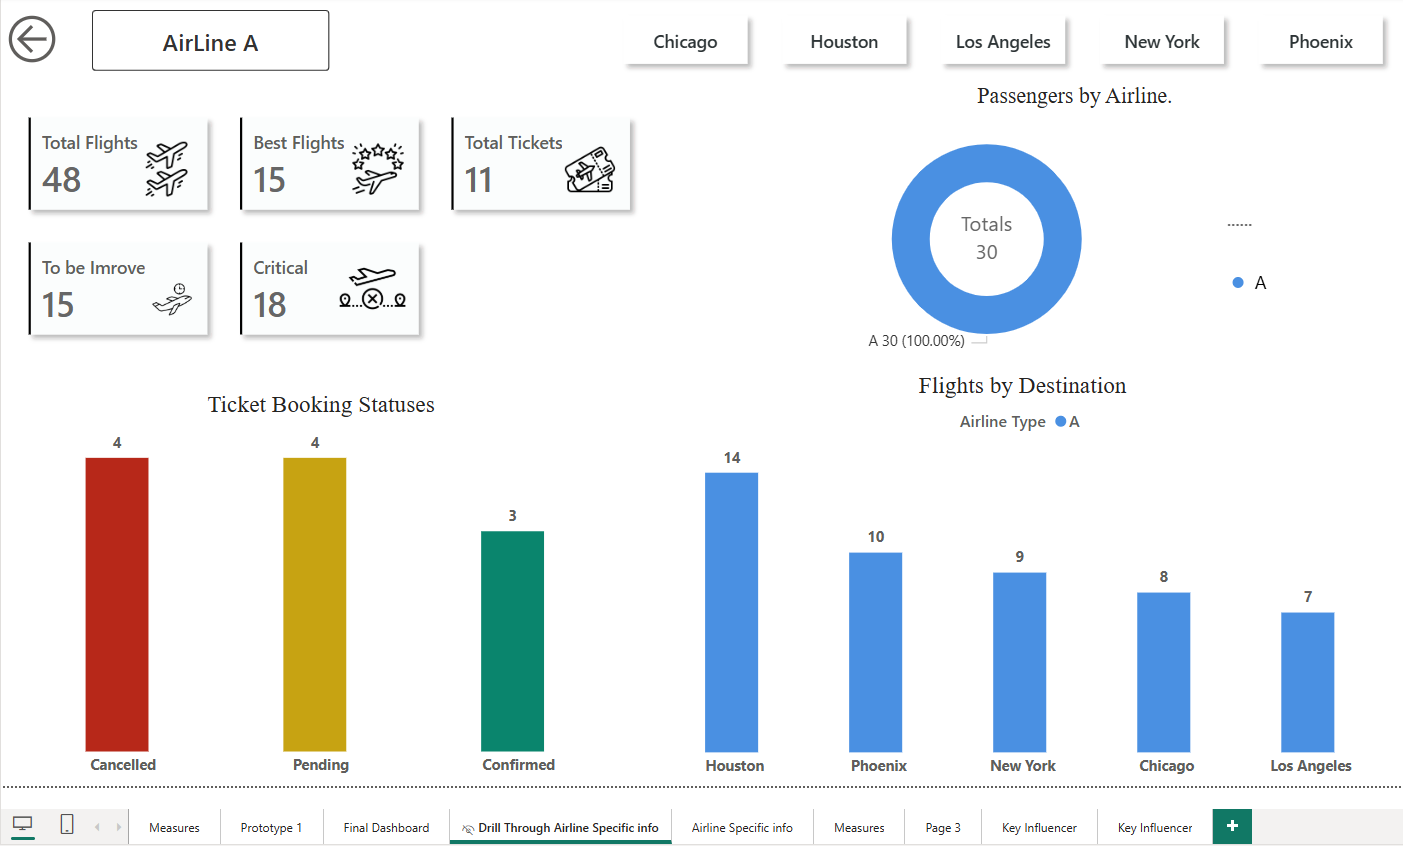 AirLine A
Chicago
Houston
Los Angeles
New York
Phoenix
Passengers by Airline.
Total Flights
48
Best Flights
15
Total Tickets
11
To be Imrove
15
Critical
18
Totals
30
......
A
A 30 (100.00%)
Ticket Booking Statuses
4
4
3
Cancelled
Pending
Confirmed
Flights by Destination
Airline Type A
14
10
9
8
7
Houston
Phoenix
New York
Chicago
Los Angeles
Measures
Prototype 1
Final Dashboard
Drill Through Airline Specific info
Airline Specific info
Measures
Page 3
Key Influencer
Key Influencer
+